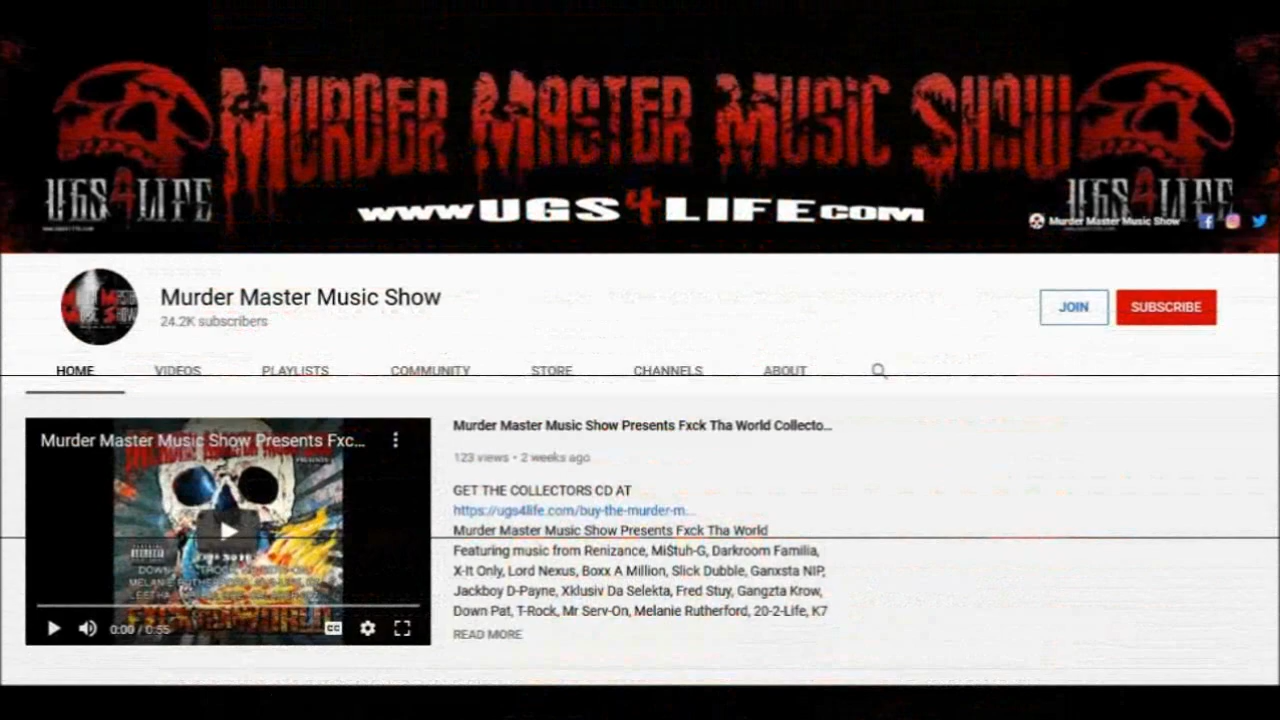 MURDER MASTER MUSIC SHOW
UGS4LIFE
UGS4LIFE
www.UGS4LIFE.com
Murder Master Music Show
Murder Master Music Show
24.2K subscribers
JOIN
SUBSCRIBE
HOME VIDEOS PLAYLISTS COMMUNITY STORE CHANNELS ABOUT
Murder Master Music Show Presents Fxc...
Murder Master Music Show Presents Fxck Tha World Collecto...
123 views • 2 weeks ago
GET THE COLLECTORS CD AT
https://ugs4life.com/buy-the-murder-m...
Murder Master Music Show Presents Fxck Tha World
Featuring music from Renizance, Mi$tuh-G, Darkroom Familia,
X-It Only, Lord Nexus, Boxx A Million, Slick Dubble, Ganxsta NIP,
Jackboy D-Payne, Xklusiv Da Selekta, Fred Stuy, Gangzta Krow,
Down Pat, T-Rock, Mr Serv-On, Melanie Rutherford, 20-2-Life, K7
READ MORE
0:00 / 0:55
CC